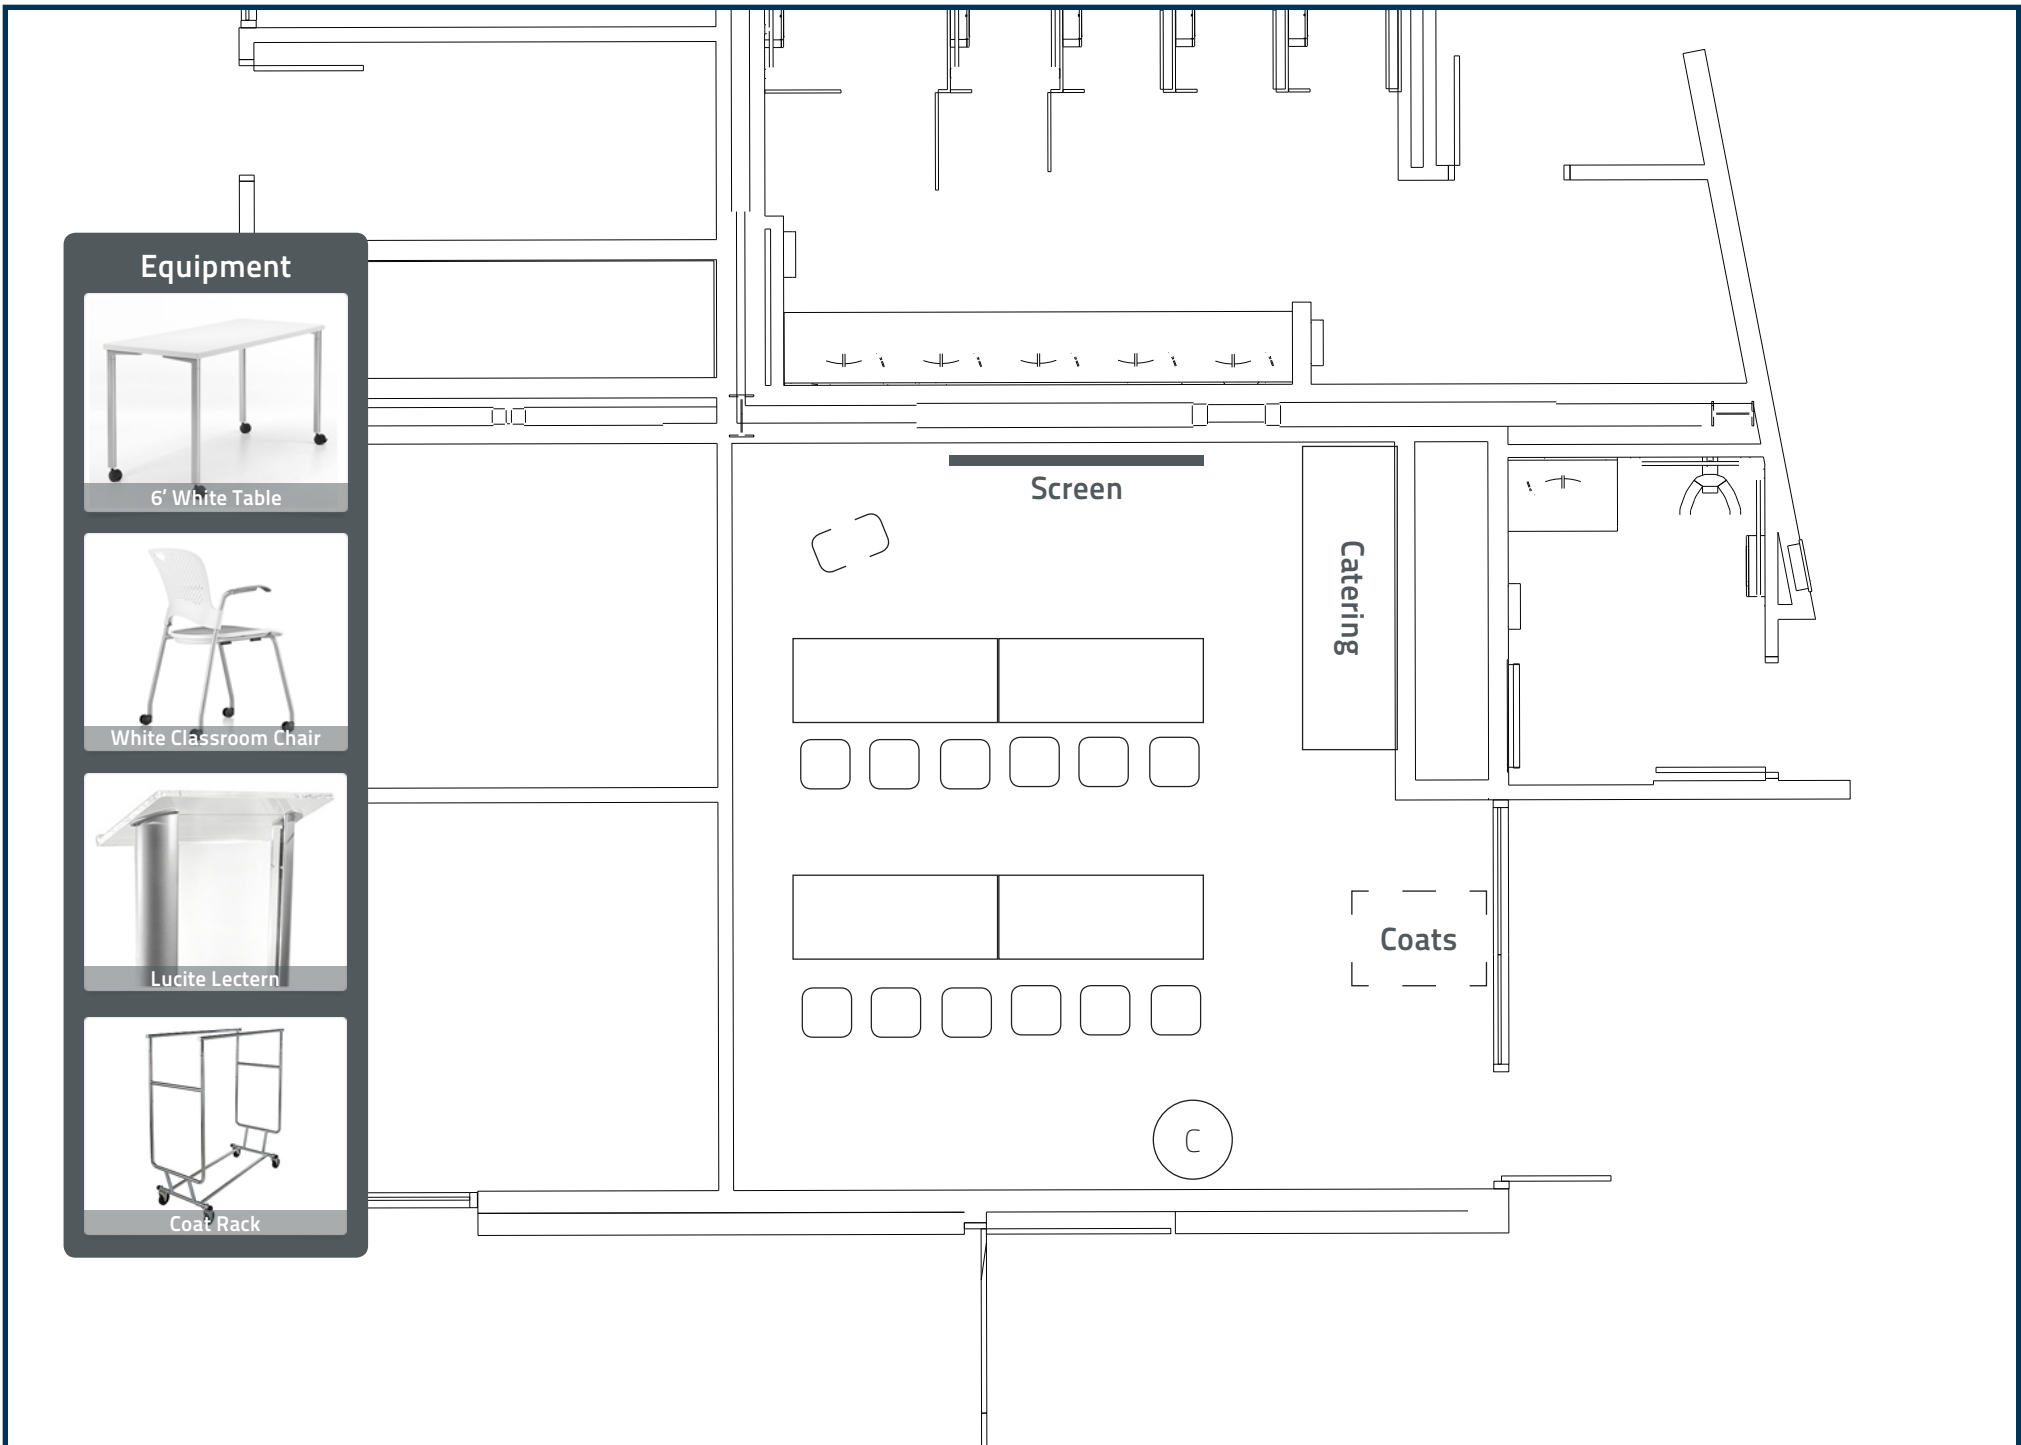 Equipment
6' White Table
White Classroom Chair
Lucite Lectern
Coat Rack
Screen
Catering
Coats
C